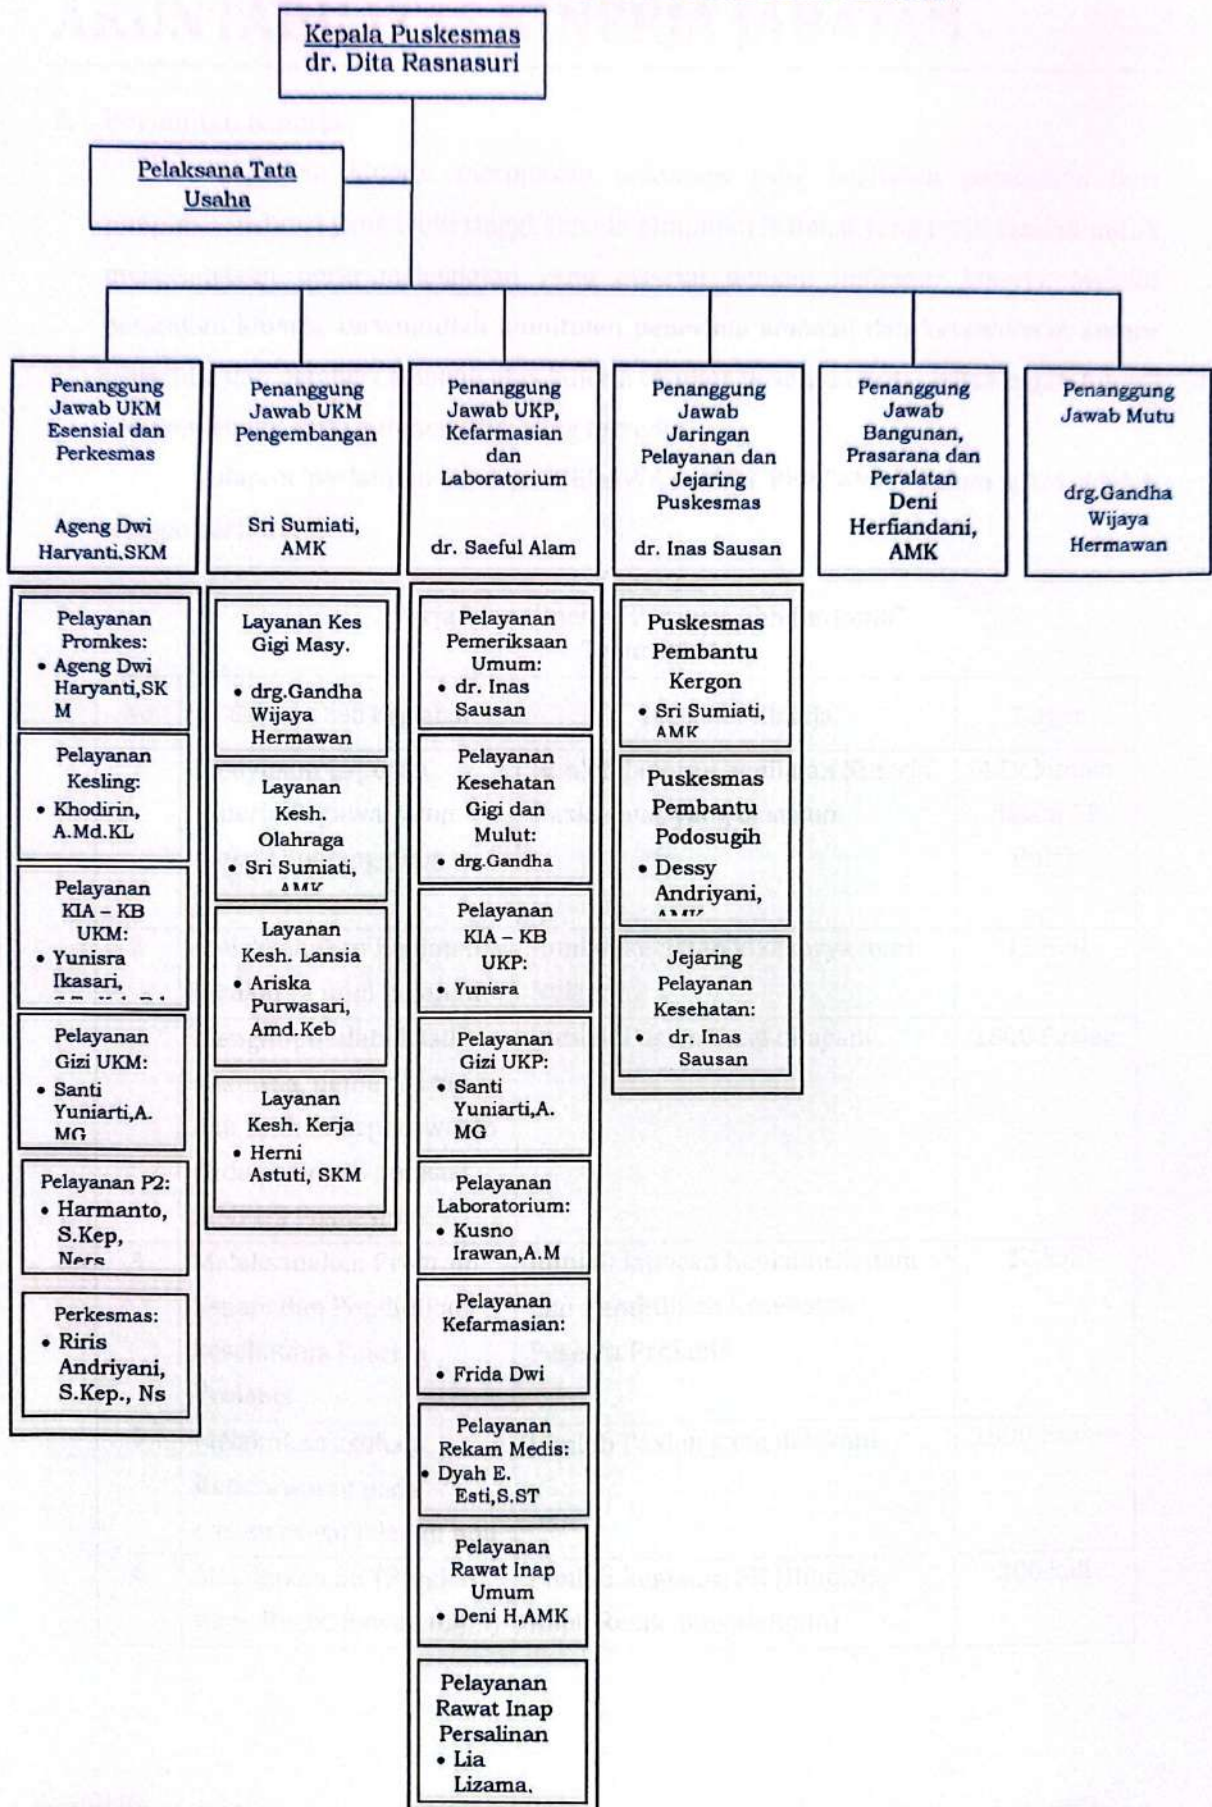 Kepala Puskesmas
dr. Dita Rasnasuri
Pelaksana Tata
Usaha
Penanggung
Jawab UKM
Esensial dan
Perkesmas
Ageng Dwi
Haryanti.SKM
Penanggung
Jawab UKM
Pengembangan
Sri Sumiati,
AMK
Penanggung
Jawab UKP,
Kefarmasian
dan
Laboratorium
dr. Saeful Alam
Penanggung
Jawab
Jaringan
Pelayanan dan
Jejaring
Puskesmas
dr. Inas Sausan
Penanggung
Jawab
Bangunan,
Prasarana dan
Peralatan
Deni
Herfiandani,
AMK
Penanggung
Jawab Mutu
drg.Gandha
Wijaya
Hermawan
Pelayanan
Promkes:
• Ageng Dwi
Haryanti,SK
M
Pelayanan
Kesling:
• Khodirin,
A.Md.KL
Pelayanan
KIA – KB
UKM:
• Yunisra
Ikasari,
Pelayanan
Gizi UKM:
• Santi
Yuniarti,A.
MG
Pelayanan P2:
• Harmanto,
S.Kep,
Ners
Perkesmas:
• Riris
Andriyani,
S.Kep., Ns
Layanan Kes
Gigi Masy.
• drg.Gandha
Wijaya
Hermawan
Layanan
Kesh.
Olahraga
• Sri Sumiati,
AMK
Layanan
Kesh. Lansia
• Ariska
Purwasari,
Amd.Keb
Layanan
Kesh. Kerja
• Herni
Astuti, SKM
Pelayanan
Pemeriksaan
Umum:
• dr. Inas
Sausan
Pelayanan
Kesehatan
Gigi dan
Mulut:
• drg.Gandha
Pelayanan
KIA – KB
UKP:
• Yunisra
Pelayanan
Gizi UKP:
• Santi
Yuniarti,A.
MG
Pelayanan
Laboratorium:
• Kusno
Irawan,A.M
Pelayanan
Kefarmasian:
• Frida Dwi
Pelayanan
Rekam Medis:
• Dyah E.
Esti,S.ST
Pelayanan
Rawat Inap
Umum
• Deni H,AMK
Pelayanan
Rawat Inap
Persalinan
• Lia
Lizama,
Puskesmas
Pembantu
Kergon
• Sri Sumiati,
AMK
Puskesmas
Pembantu
Podosugih
• Dessy
Andriyani,
AMK
Jejaring
Pelayanan
Kesehatan:
• dr. Inas
Sausan